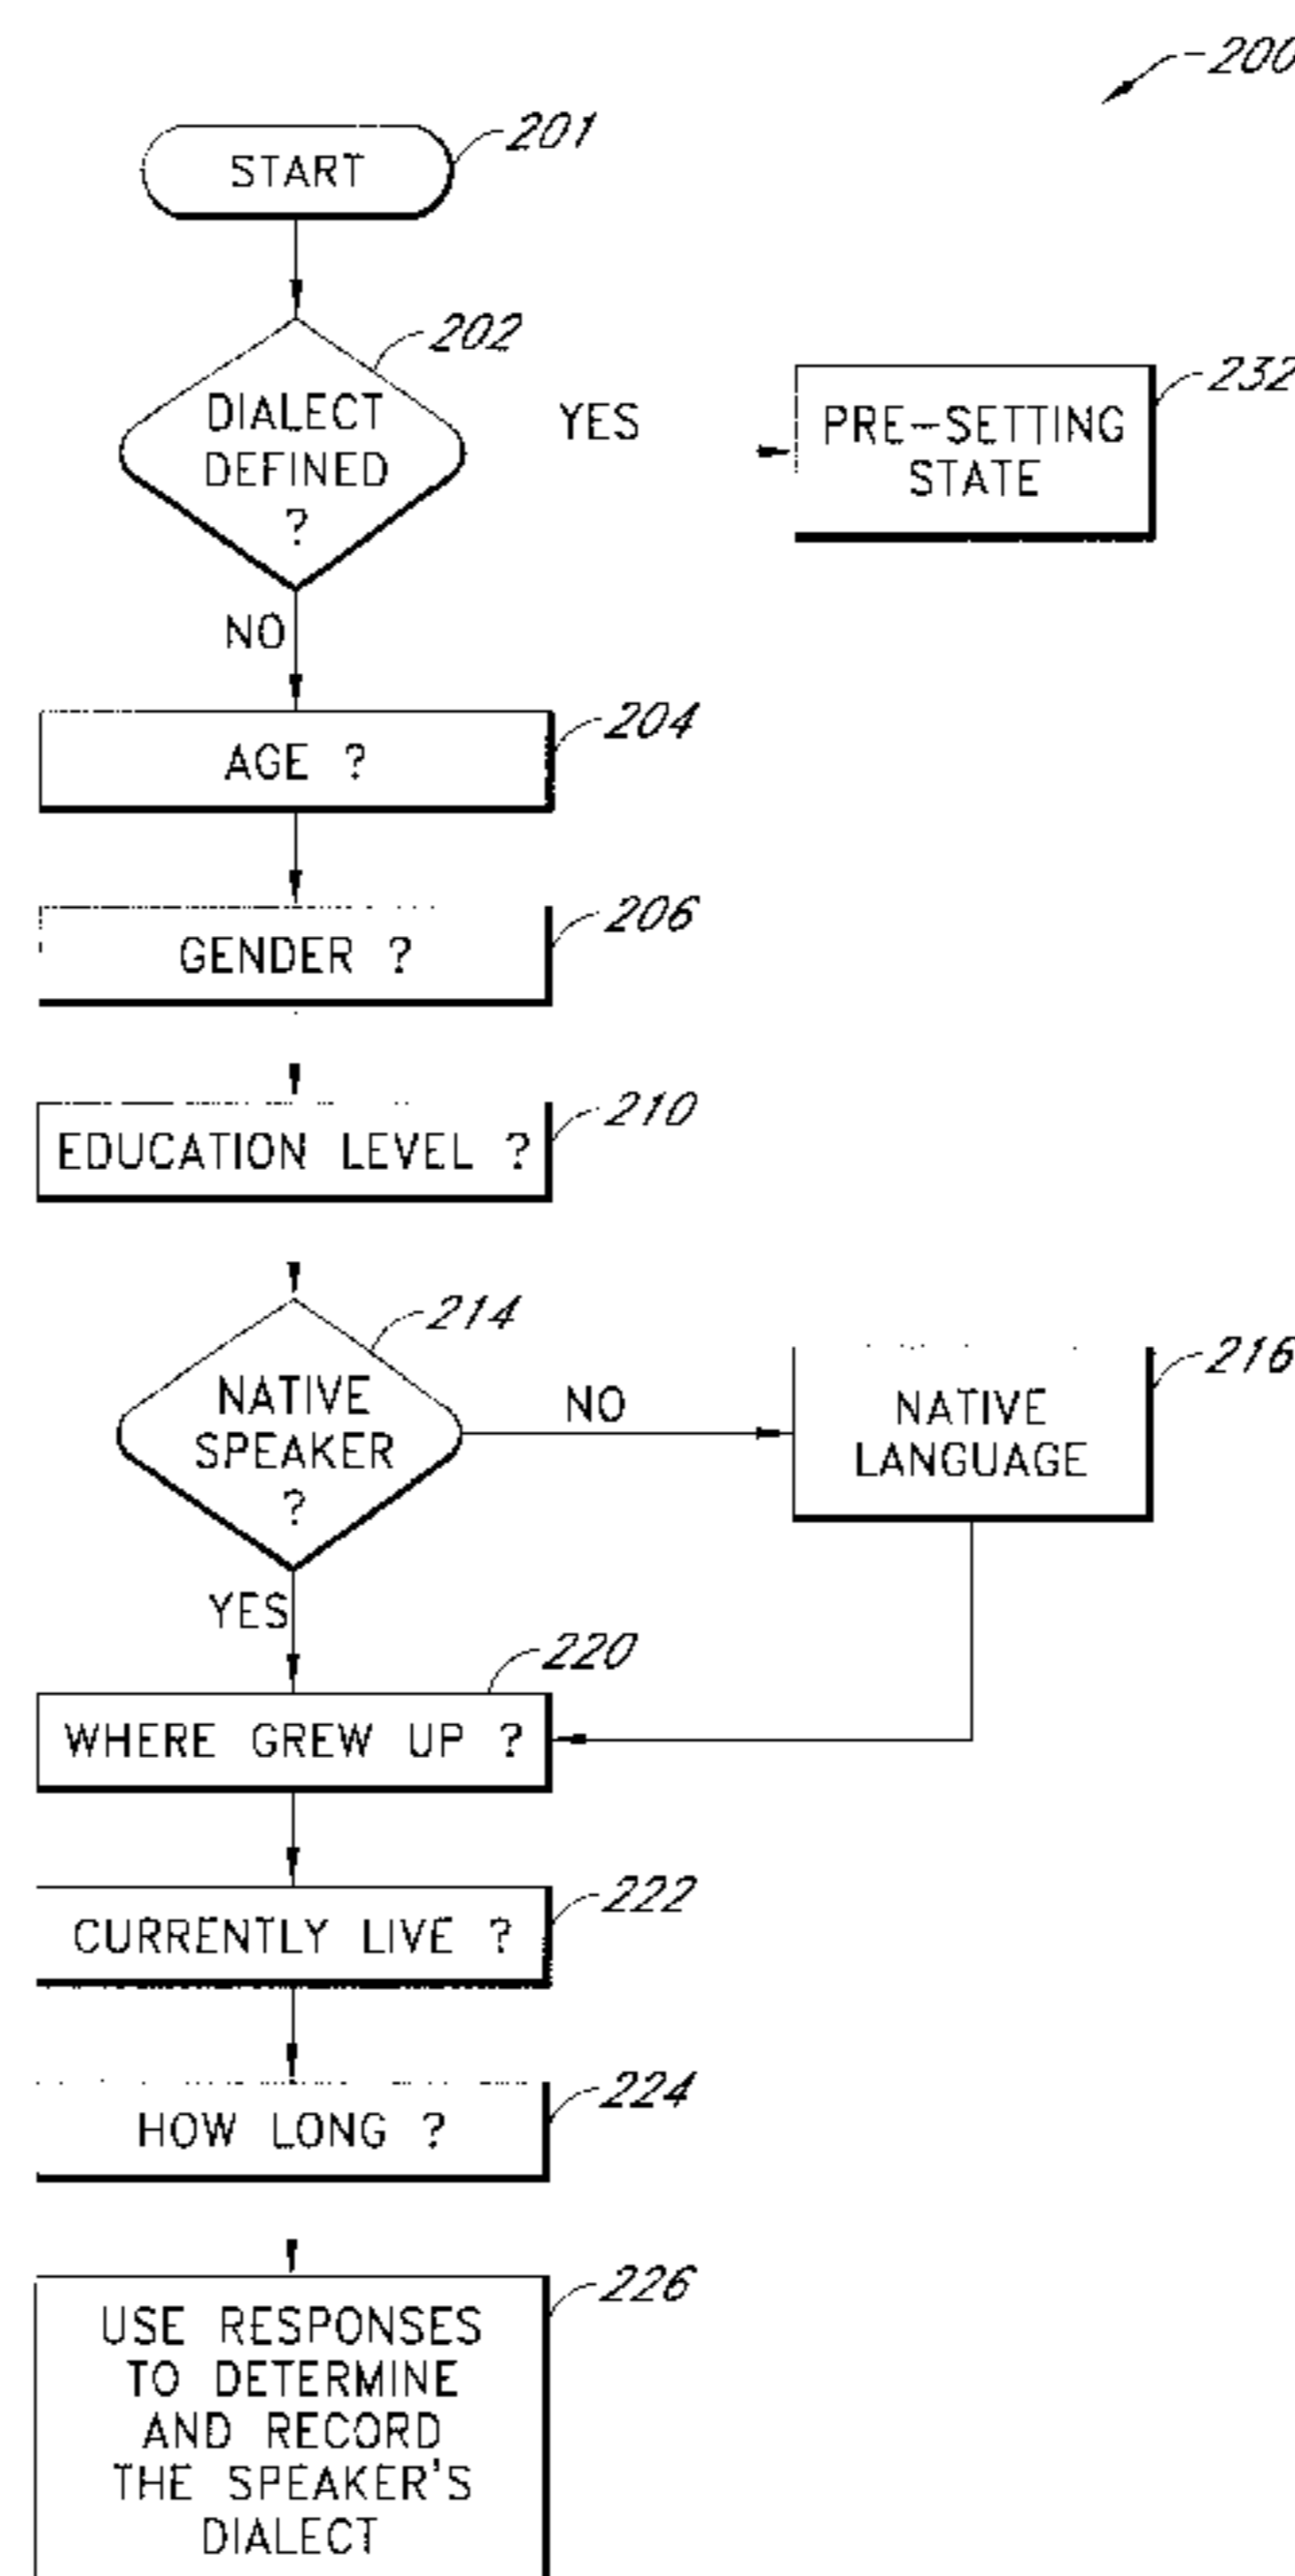 200
START
201
DIALECT
DEFINED
?
202
YES
PRE-SETTING
STATE
232
NO
AGE ?
204
GENDER ?
206
EDUCATION LEVEL ?
210
NATIVE
SPEAKER
?
214
NO
NATIVE
LANGUAGE
216
YES
WHERE GREW UP ?
220
CURRENTLY LIVE ?
222
HOW LONG ?
224
USE RESPONSES
TO DETERMINE
AND RECORD
THE SPEAKER'S
DIALECT
226